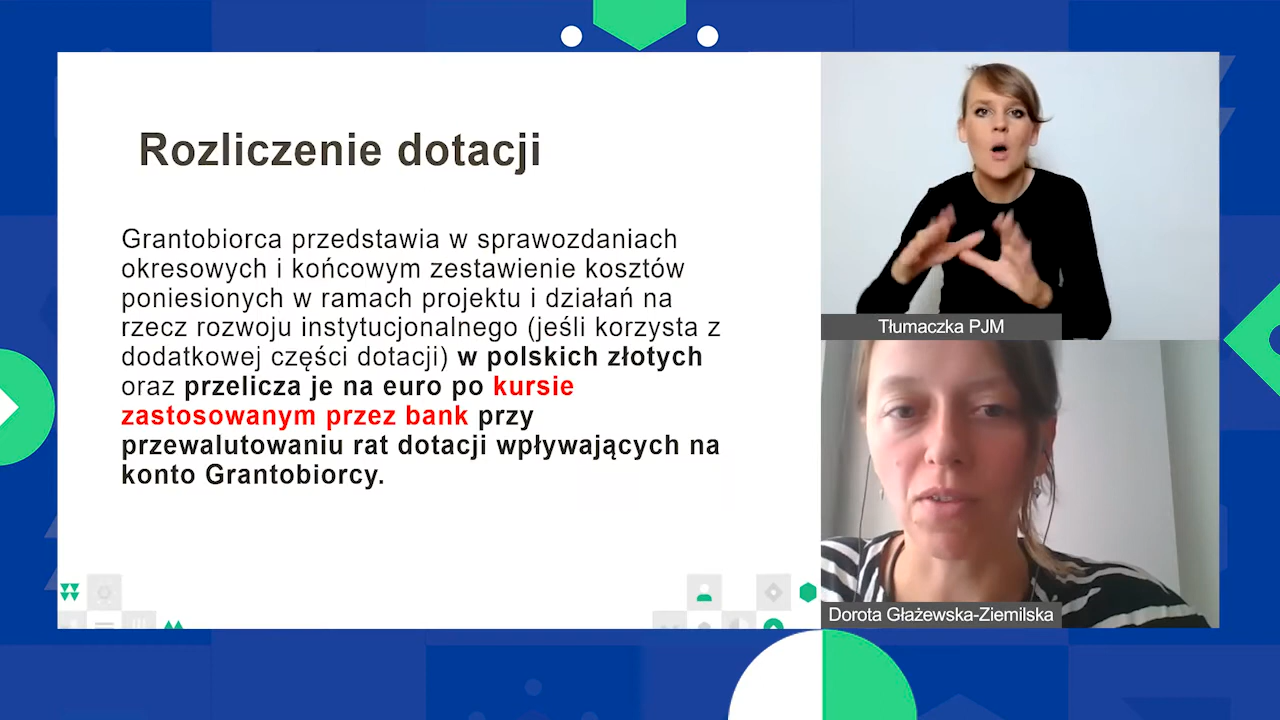 Rozliczenie dotacji
Grantobiorca przedstawia w sprawozdaniach
okresowych i końcowym zestawienie kosztów
poniesionych w ramach projektu i działań na
rzecz rozwoju instytucjonalnego (jeśli korzysta z
dodatkowej części dotacji) w polskich złotych
oraz przelicza je na euro po kursie
zastosowanym przez bank przy
przewalutowaniu rat dotacji wpływających na
konto Grantobiorcy.
Tłumaczka PJM
Dorota Głażewska-Ziemilska